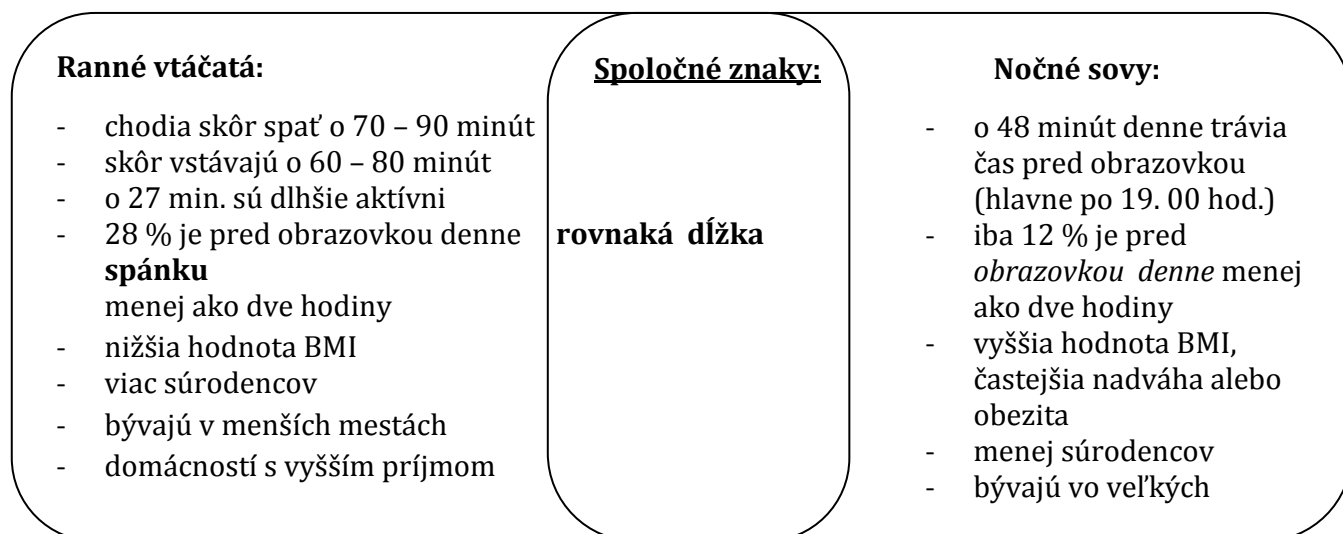 Ranné vtáčatá:
- chodia skôr spať o 70 – 90 minút
- skôr vstávajú o 60 – 80 minút
- o 27 min. sú dlhšie aktívni
- 28 % je pred obrazovkou denne
spánku
menej ako dve hodiny
- nižšia hodnota BMI
- viac súrodencov
- bývajú v menších mestách
- domácností s vyšším príjmom
Spoločné znaky:
rovnaká dĺžka
Nočné sovy:
- o 48 minút denne trávia
čas pred obrazovkou
(hlavne po 19. 00 hod.)
- iba 12 % je pred
obrazovkou denne menej
ako dve hodiny
- vyššia hodnota BMI,
častejšia nadváha alebo
obezita
- menej súrodencov
- bývajú vo veľkých